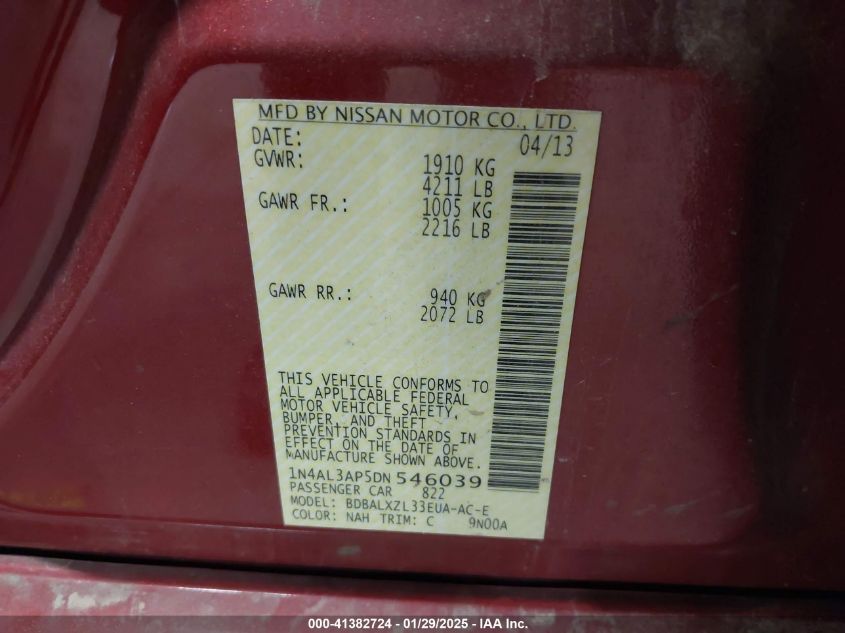 MFD BY NISSAN MOTOR CO., LTD.
DATE: 04/13
GVWR: 1910 KG
4211 LB
GAWR FR.: 1005 KG
2216 LB
GAWR RR.: 940 KG
2072 LB
THIS VEHICLE CONFORMS TO
ALL APPLICABLE FEDERAL
MOTOR VEHICLE SAFETY,
BUMPER, AND THEFT
PREVENTION STANDARDS IN
EFFECT ON THE DATE OF
MANUFACTURE SHOWN ABOVE.
1N4AL3AP5DN 546039
PASSENGER CAR 822
MODEL: BDBALXZL33EUA-AC-E
COLOR: NAH TRIM: C 9N00A
000-41382724 - 01/29/2025 - IAA Inc.